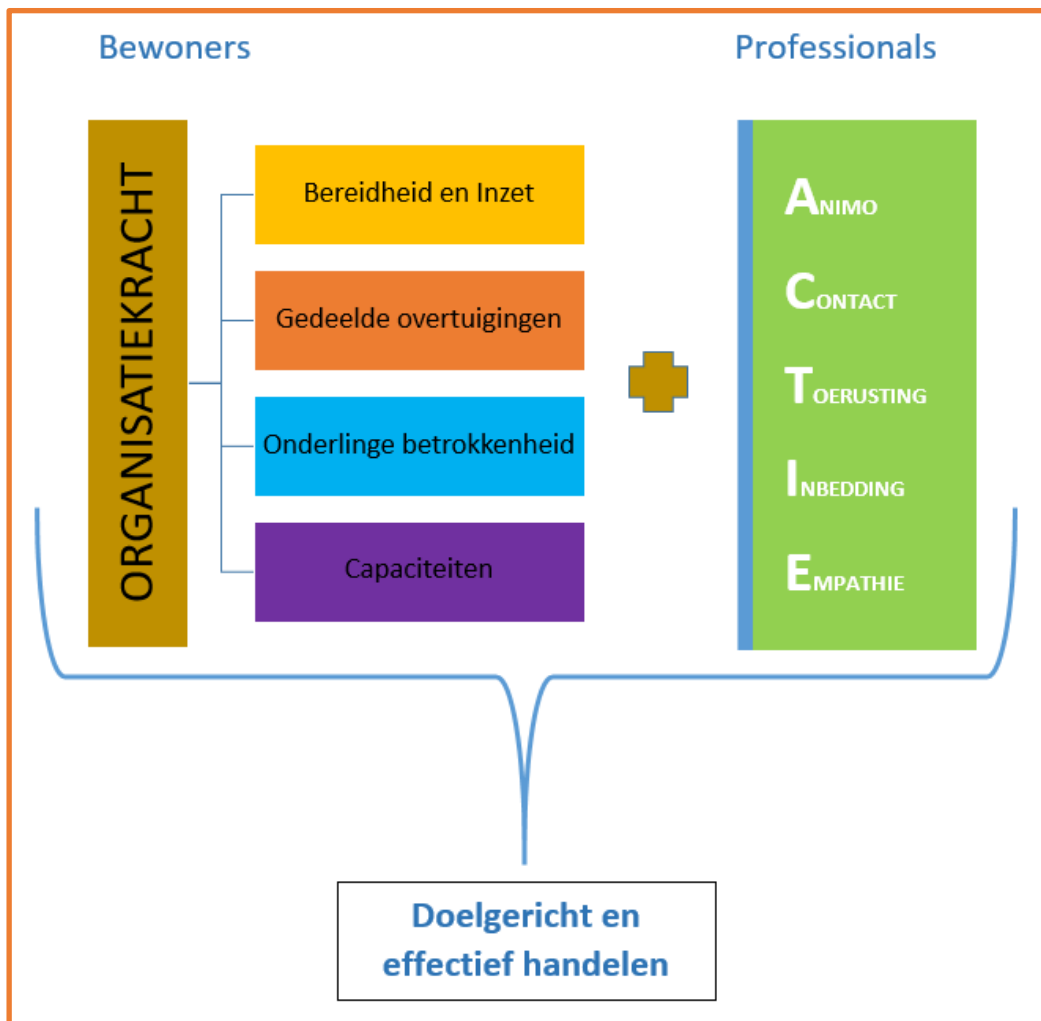 Bewoners
Professionals
ORGANISATIEKRACHT
Bereidheid en Inzet
Gedeelde overtuigingen
Onderlinge betrokkenheid
Capaciteiten
ANIMO
CONTACT
TOERUSTING
INBEDDING
EMPATHIE
Doelgericht en
effectief handelen